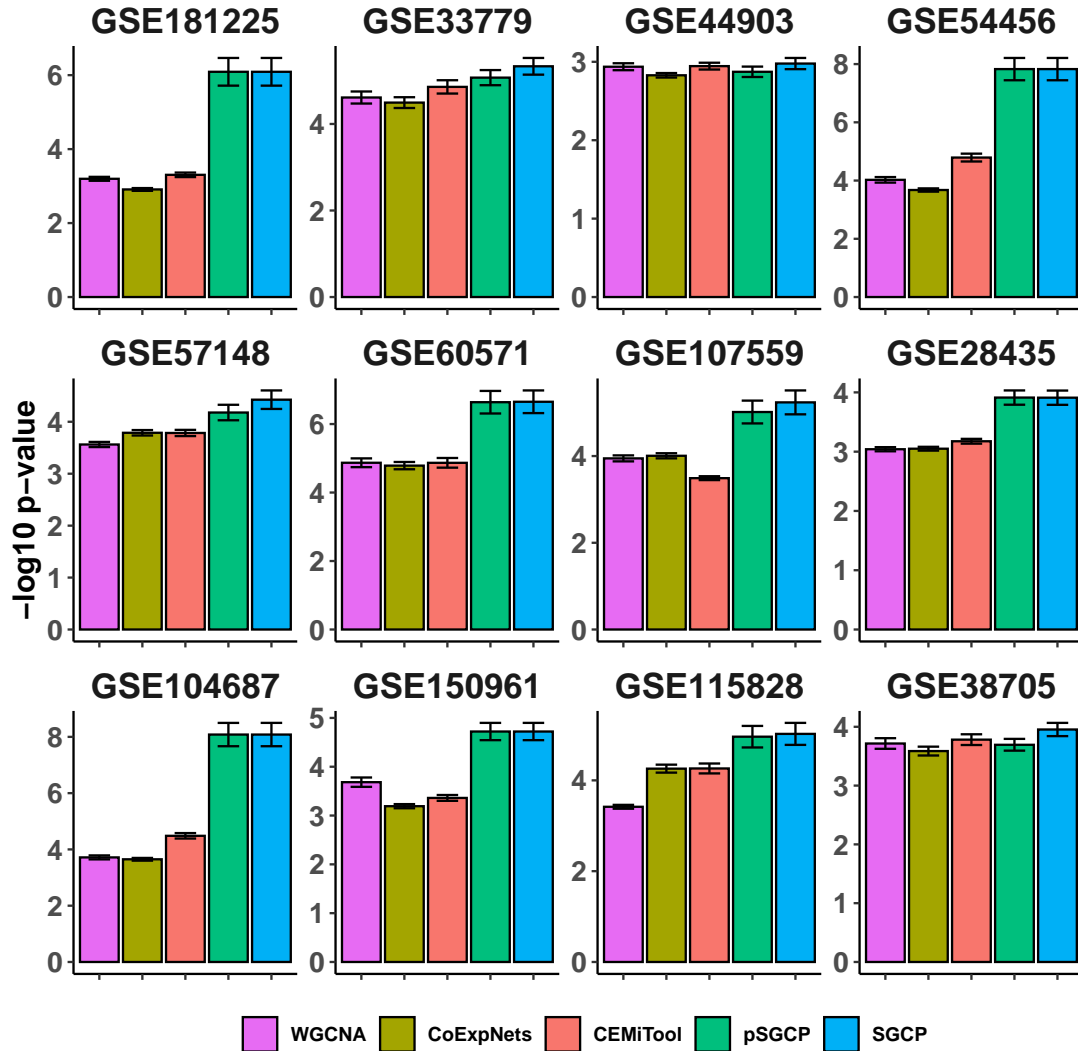 GSE181225 GSE33779 GSE44903 GSE54456
6 4 2 0
4 2 0
3 2 1 0
8 6 4 2 0
GSE57148 GSE60571 GSE107559 GSE28435
−log10 p−value
4 3 2 1 0
6 4 2 0
4 2 0
4 3 2 1 0
GSE104687 GSE150961 GSE115828 GSE38705
8 6 4 2 0
5 4 3 2 1 0
4 2 0
4 3 2 1 0
WGCNA CoExpNets CEMiTool pSGCP SGCP